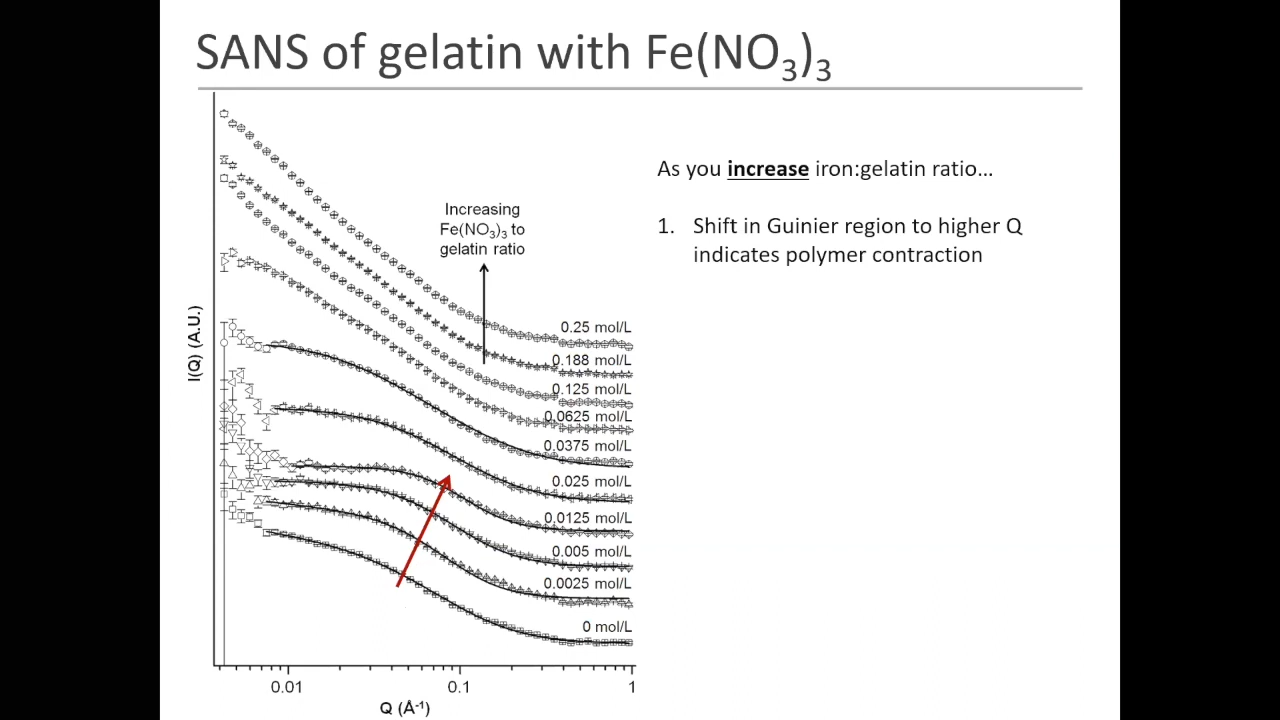 SANS of gelatin with Fe(NO₃)₃
As you increase iron:gelatin ratio…
1. Shift in Guinier region to higher Q
indicates polymer contraction
Increasing
Fe(NO₃)₃ to
gelatin ratio
I(Q) (A.U.)
0.25 mol/L
0.188 mol/L
0.125 mol/L
0.0625 mol/L
0.0375 mol/L
0.025 mol/L
0.0125 mol/L
0.005 mol/L
0.0025 mol/L
0 mol/L
0.01 0.1 1
Q (Å⁻¹)